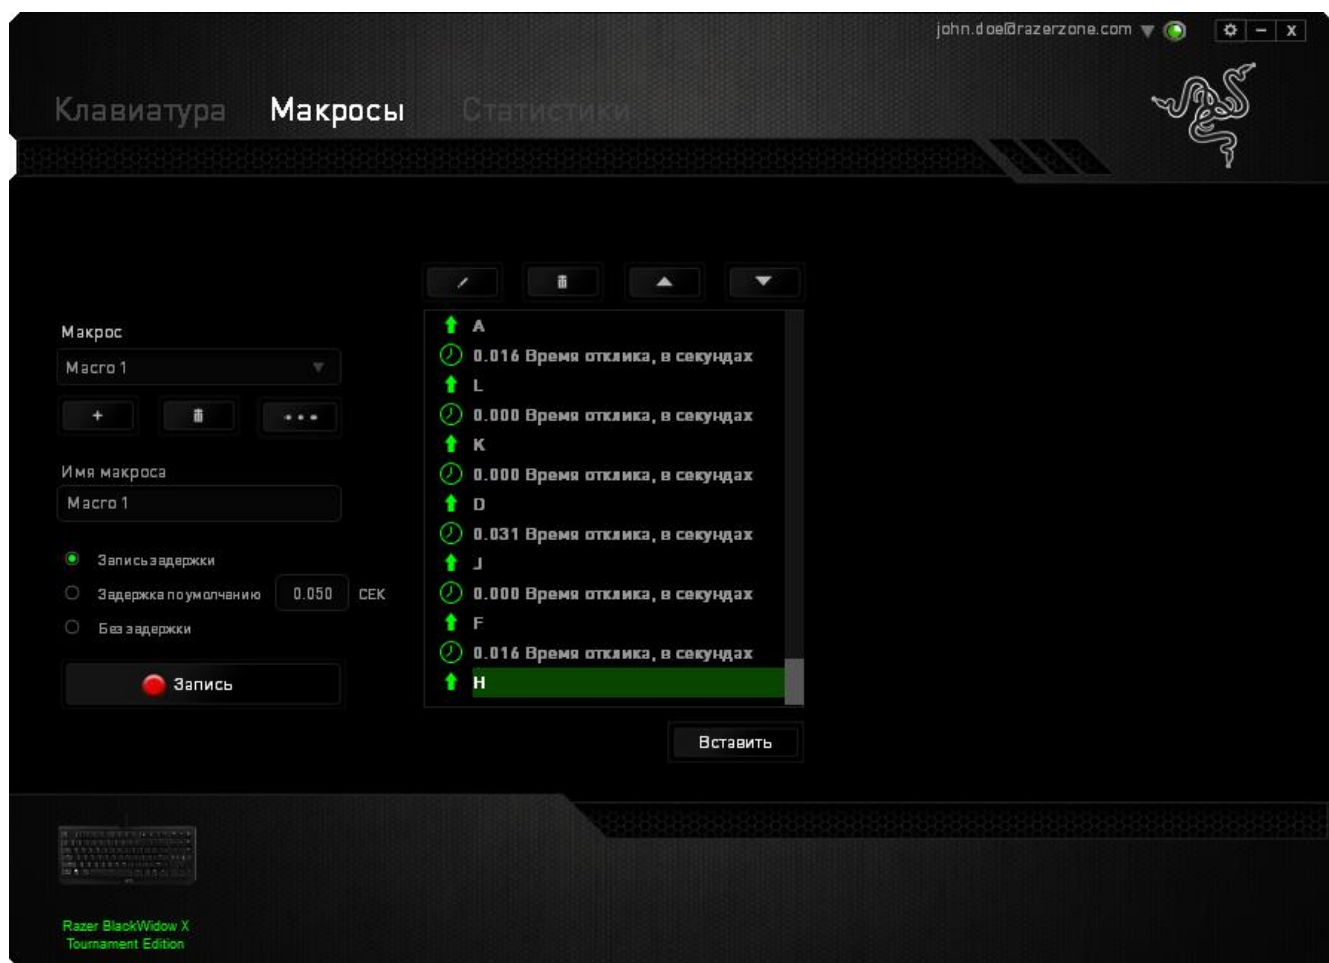 john.doe@razerzone.com
Клавиатура Макросы Статистики
Макрос
Macro 1
Имя макроса
Macro 1
Запись задержки
Задержка по умолчанию 0.050 СЕК
Без задержки
Запись
A
0.016 Время отклика, в секундах
L
0.000 Время отклика, в секундах
K
0.000 Время отклика, в секундах
D
0.031 Время отклика, в секундах
J
0.000 Время отклика, в секундах
F
0.016 Время отклика, в секундах
H
Вставить
Razer BlackWidow X
Tournament Edition